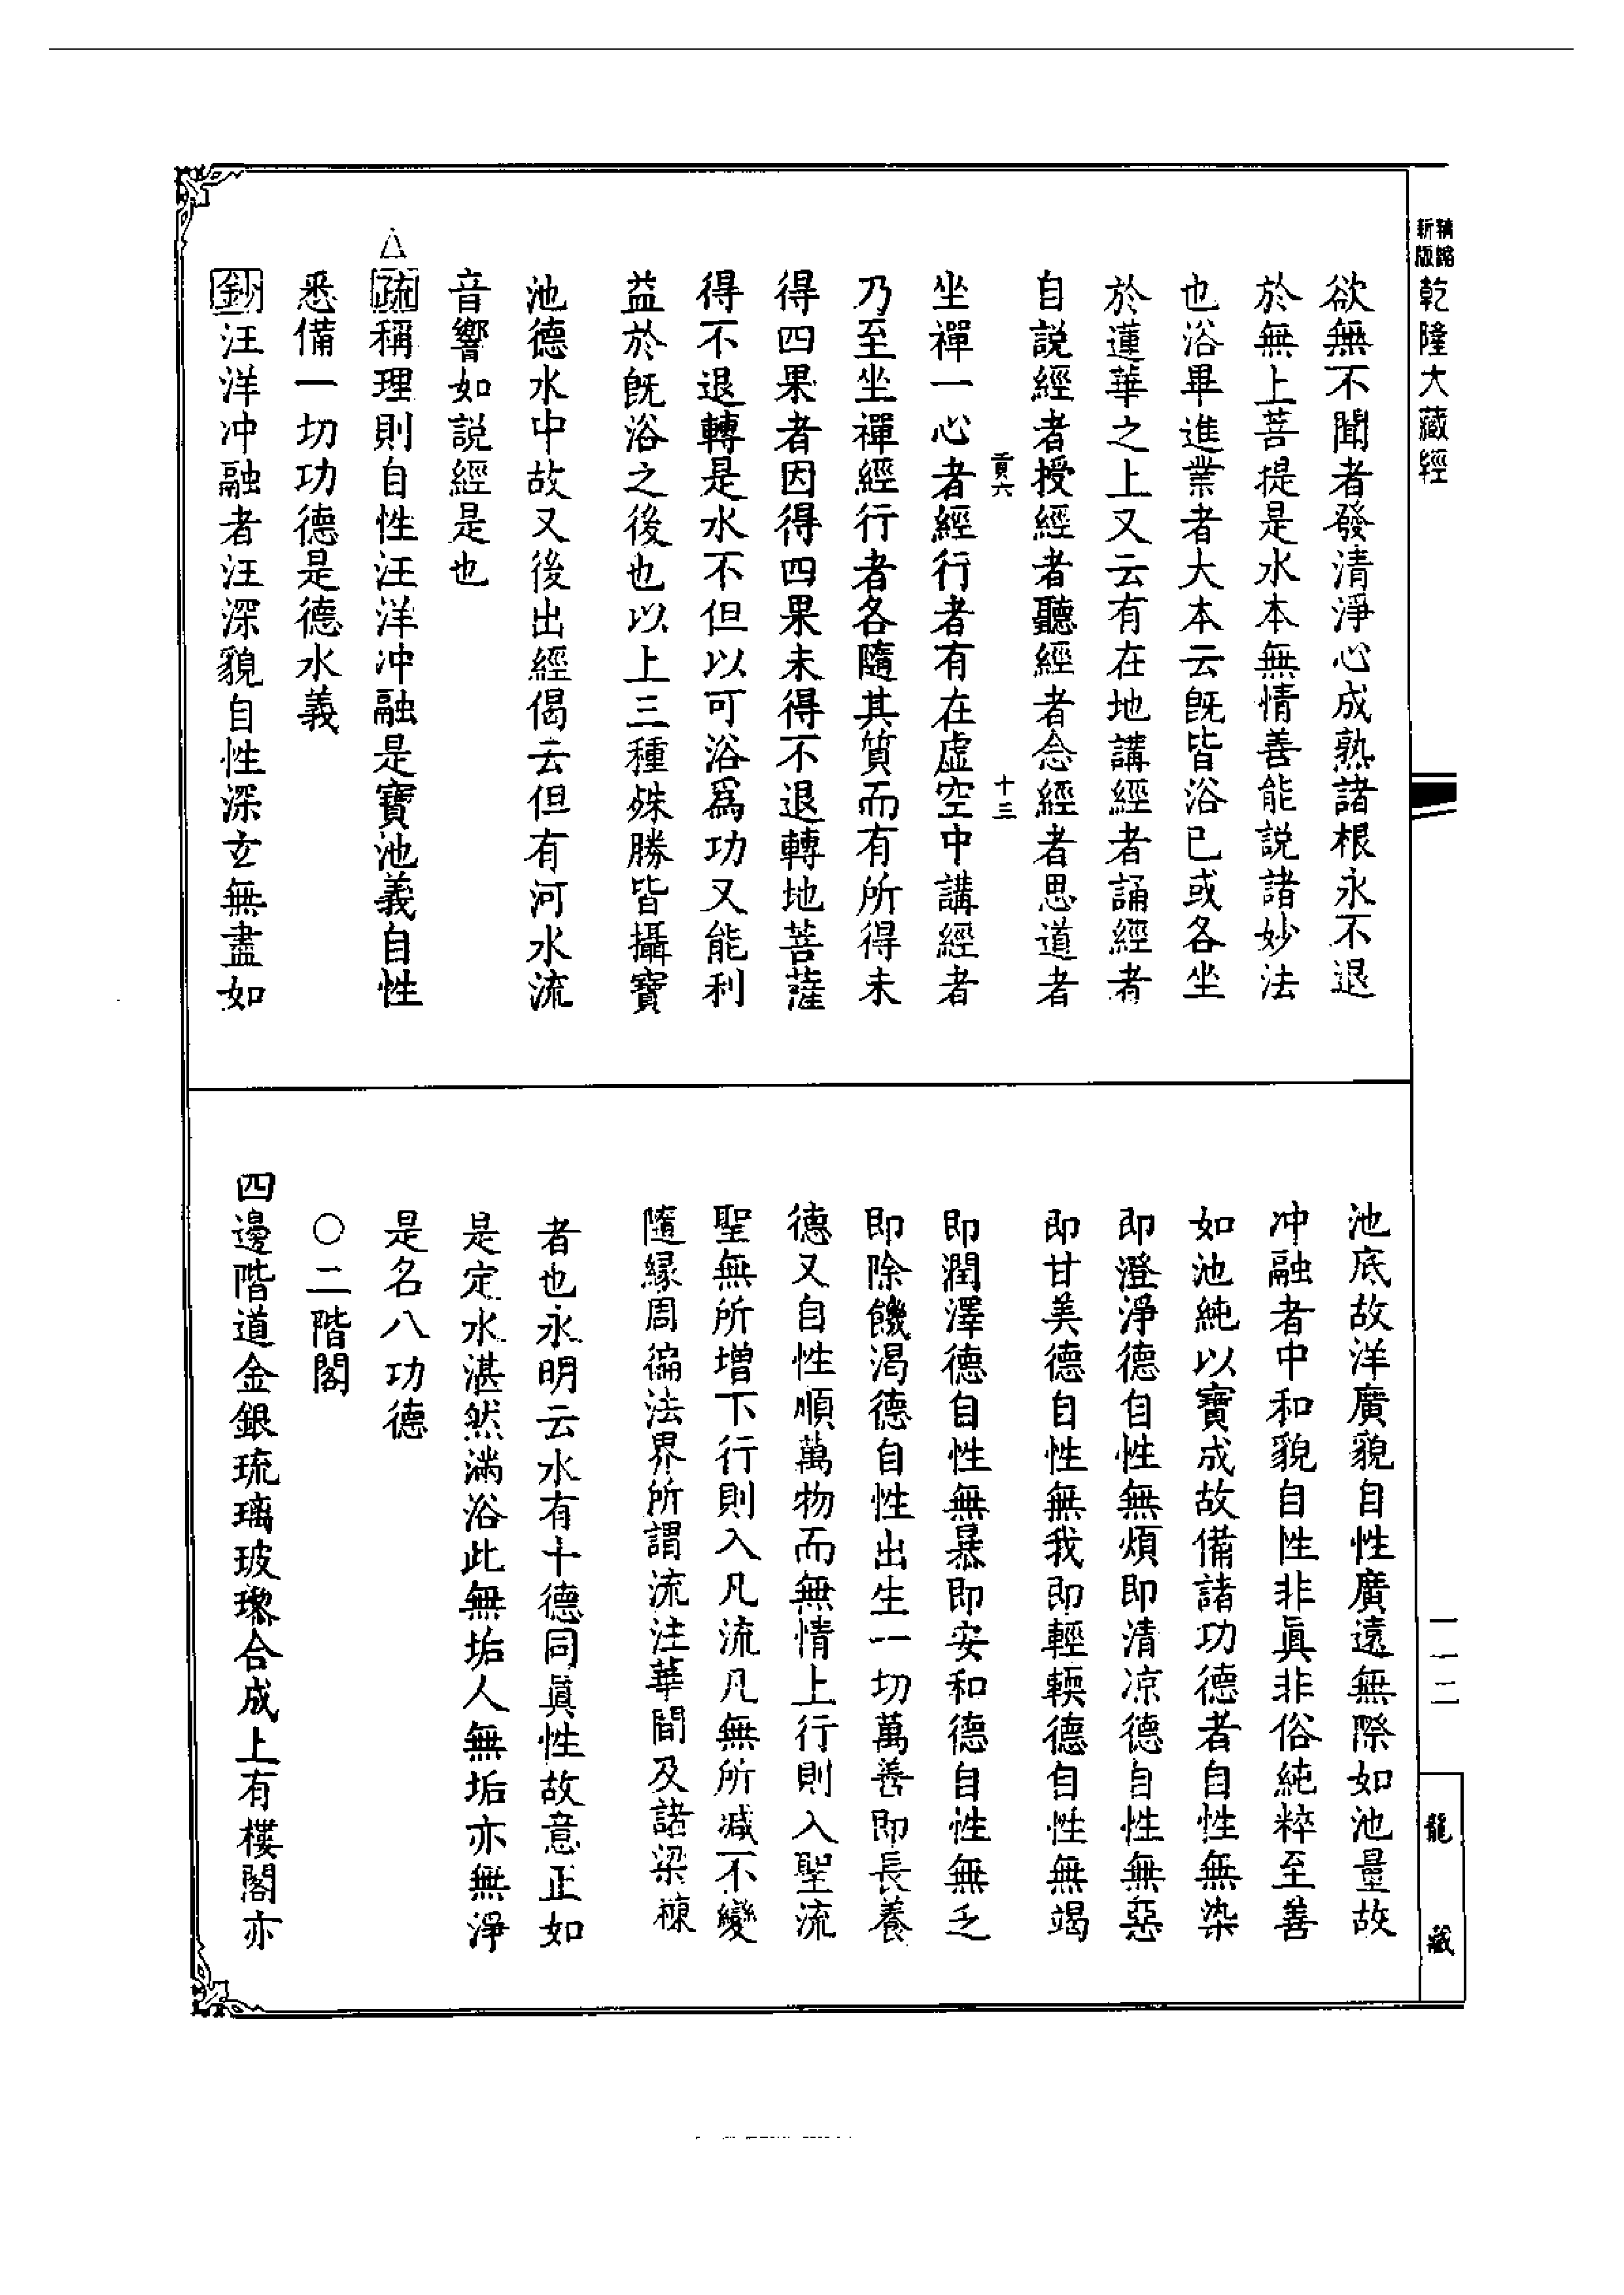 精縮新版乾隆大藏經
欲無不聞者發清淨心成熟諸根永不退
於無上菩提是水本無情善能説諸妙法
也浴畢進業者大本云既皆浴已或各坐
於蓮華之上又云有在地講經者誦經者
自説經者授經者聽經者念經者思道者
十三
坐禪一心者經行者有在虛空中講經者
乃至坐禪經行者各隨其質而有所得未
得四果者因得四果未得不退轉地菩薩
得不退轉是水不但以可浴爲功又能利
益於既浴之後也以上三種殊勝皆攝寶
池德水中故又後出經偈云但有河水流
音響如説經是也
△疏稱理則自性汪洋冲融是寶池義自性
悉備一切功德是德水義
鈔汪洋冲融者汪深貌自性深玄無盡如
一一二
龍藏
池底故洋廣貌自性廣遠無際如池量故
冲融者中和貌自性非眞非俗純粹至善
如池純以寶成故備諸功德者自性無染
即澄淨德自性無煩即清凉德自性無惡
即甘美德自性無我即輕輭德自性無竭
即潤澤德自性無暴即安和德自性無乏
即除饑渴德自性出生一切萬善即長養
德又自性順萬物而無情上行則入聖流
聖無所增下行則入凡流凡無所減不變
隨緣周徧法界所謂流注華間及諸梁棟
者也永明云水有十德同眞性故意正如
是定水湛然滿浴此無垢人無垢亦無淨
是名八功德
○二階閣
四邊階道金銀琉璃玻瓈合成上有樓閣亦